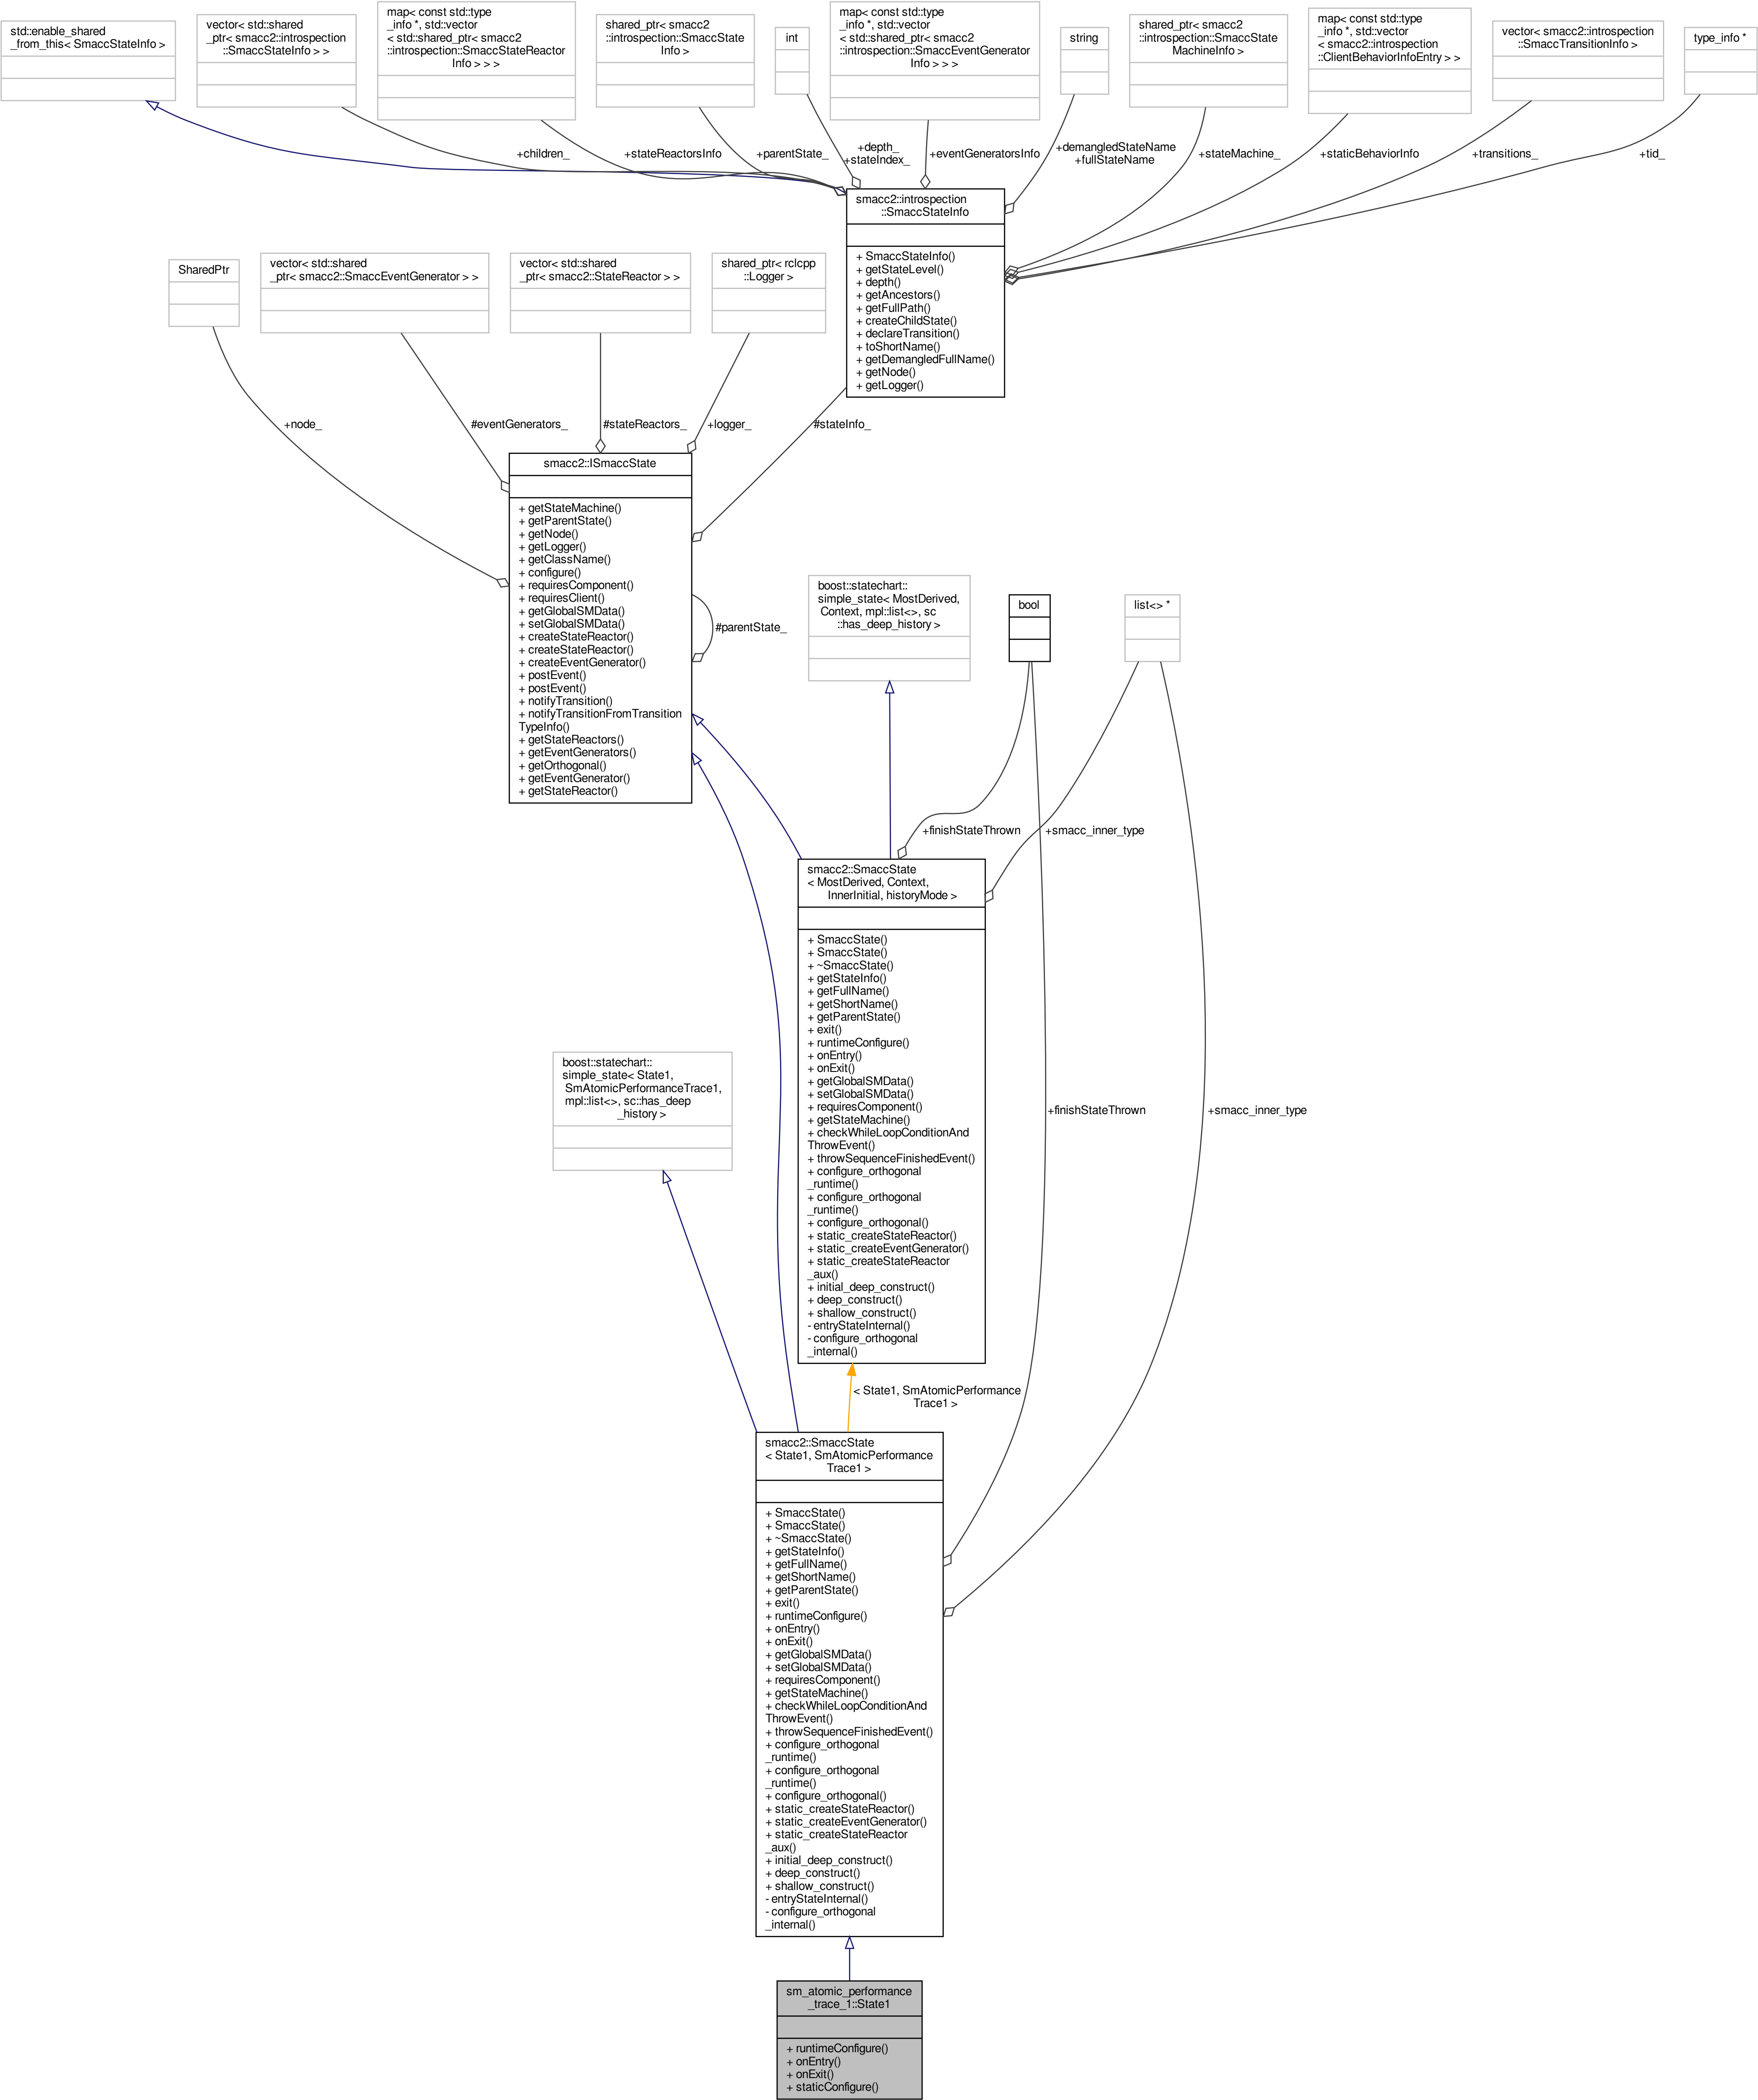 std::enable_shared
_from_this< SmaccStateInfo >
vector< std::shared
_ptr< smacc2::introspection
::SmaccStateInfo > >
map< const std::type
_info *, std::vector
< std::shared_ptr< smacc2
::introspection::SmaccStateReactor
Info > > >
shared_ptr< smacc2
::introspection::SmaccState
Info >
int
map< const std::type
_info *, std::vector
< std::shared_ptr< smacc2
::introspection::SmaccEventGenerator
Info > > >
string
shared_ptr< smacc2
::introspection::SmaccState
MachineInfo >
map< const std::type
_info *, std::vector
< smacc2::introspection
::ClientBehaviorInfoEntry > >
vector< smacc2::introspection
::SmaccTransitionInfo >
type_info *
+children_
+stateReactorsInfo
+parentState_
+depth_
+stateIndex_
+eventGeneratorsInfo
+demangledStateName
+fullStateName
+stateMachine_
+staticBehaviorInfo
+transitions_
+tid_
smacc2::introspection
::SmaccStateInfo
+ SmaccStateInfo()
+ getStateLevel()
+ depth()
+ getAncestors()
+ getFullPath()
+ createChildState()
+ declareTransition()
+ toShortName()
+ getDemangledFullName()
+ getNode()
+ getLogger()
SharedPtr
vector< std::shared
_ptr< smacc2::SmaccEventGenerator > >
vector< std::shared
_ptr< smacc2::StateReactor > >
shared_ptr< rclcpp
::Logger >
+node_
#eventGenerators_
#stateReactors_
+logger_
#stateInfo_
smacc2::ISmaccState
+ getStateMachine()
+ getParentState()
+ getNode()
+ getLogger()
+ getClassName()
+ configure()
+ requiresComponent()
+ requiresClient()
+ getGlobalSMData()
+ setGlobalSMData()
+ createStateReactor()
+ createStateReactor()
+ createEventGenerator()
+ postEvent()
+ postEvent()
+ notifyTransition()
+ notifyTransitionFromTransition
TypeInfo()
+ getStateReactors()
+ getEventGenerators()
+ getOrthogonal()
+ getEventGenerator()
+ getStateReactor()
#parentState_
boost::statechart::
simple_state< MostDerived,
Context, mpl::list<>, sc
::has_deep_history >
bool
list<> *
+finishStateThrown
+smacc_inner_type
smacc2::SmaccState
< MostDerived, Context,
InnerInitial, historyMode >
+ SmaccState()
+ SmaccState()
+ ~SmaccState()
+ getStateInfo()
+ getFullName()
+ getShortName()
+ getParentState()
+ exit()
+ runtimeConfigure()
+ onEntry()
+ onExit()
+ getGlobalSMData()
+ setGlobalSMData()
+ requiresComponent()
+ getStateMachine()
+ checkWhileLoopConditionAnd
ThrowEvent()
+ throwSequenceFinishedEvent()
+ configure_orthogonal
_runtime()
+ configure_orthogonal
_runtime()
+ configure_orthogonal()
+ static_createStateReactor()
+ static_createEventGenerator()
+ static_createStateReactor
_aux()
+ initial_deep_construct()
+ deep_construct()
+ shallow_construct()
- entryStateInternal()
- configure_orthogonal
_internal()
boost::statechart::
simple_state< State1,
SmAtomicPerformanceTrace1,
mpl::list<>, sc::has_deep
_history >
+finishStateThrown
+smacc_inner_type
< State1, SmAtomicPerformance
Trace1 >
smacc2::SmaccState
< State1, SmAtomicPerformance
Trace1 >
+ SmaccState()
+ SmaccState()
+ ~SmaccState()
+ getStateInfo()
+ getFullName()
+ getShortName()
+ getParentState()
+ exit()
+ runtimeConfigure()
+ onEntry()
+ onExit()
+ getGlobalSMData()
+ setGlobalSMData()
+ requiresComponent()
+ getStateMachine()
+ checkWhileLoopConditionAnd
ThrowEvent()
+ throwSequenceFinishedEvent()
+ configure_orthogonal
_runtime()
+ configure_orthogonal
_runtime()
+ configure_orthogonal()
+ static_createStateReactor()
+ static_createEventGenerator()
+ static_createStateReactor
_aux()
+ initial_deep_construct()
+ deep_construct()
+ shallow_construct()
- entryStateInternal()
- configure_orthogonal
_internal()
sm_atomic_performance
_trace_1::State1
+ runtimeConfigure()
+ onEntry()
+ onExit()
+ staticConfigure()